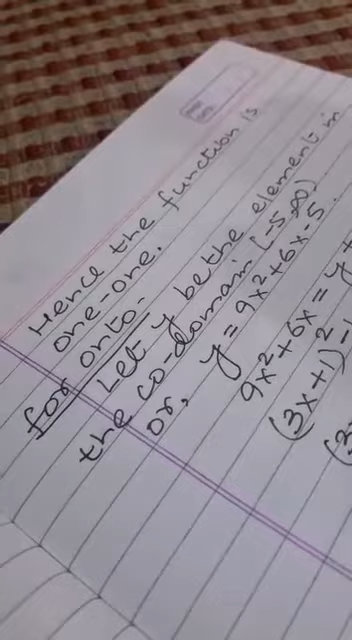 Hence the function is
one-one.
for onto-
Let y be the element in
the co-domain [-5,∞)
or, y = 9x²+6x-5.
9x²+6x = y+
(3x+1)² =
(3